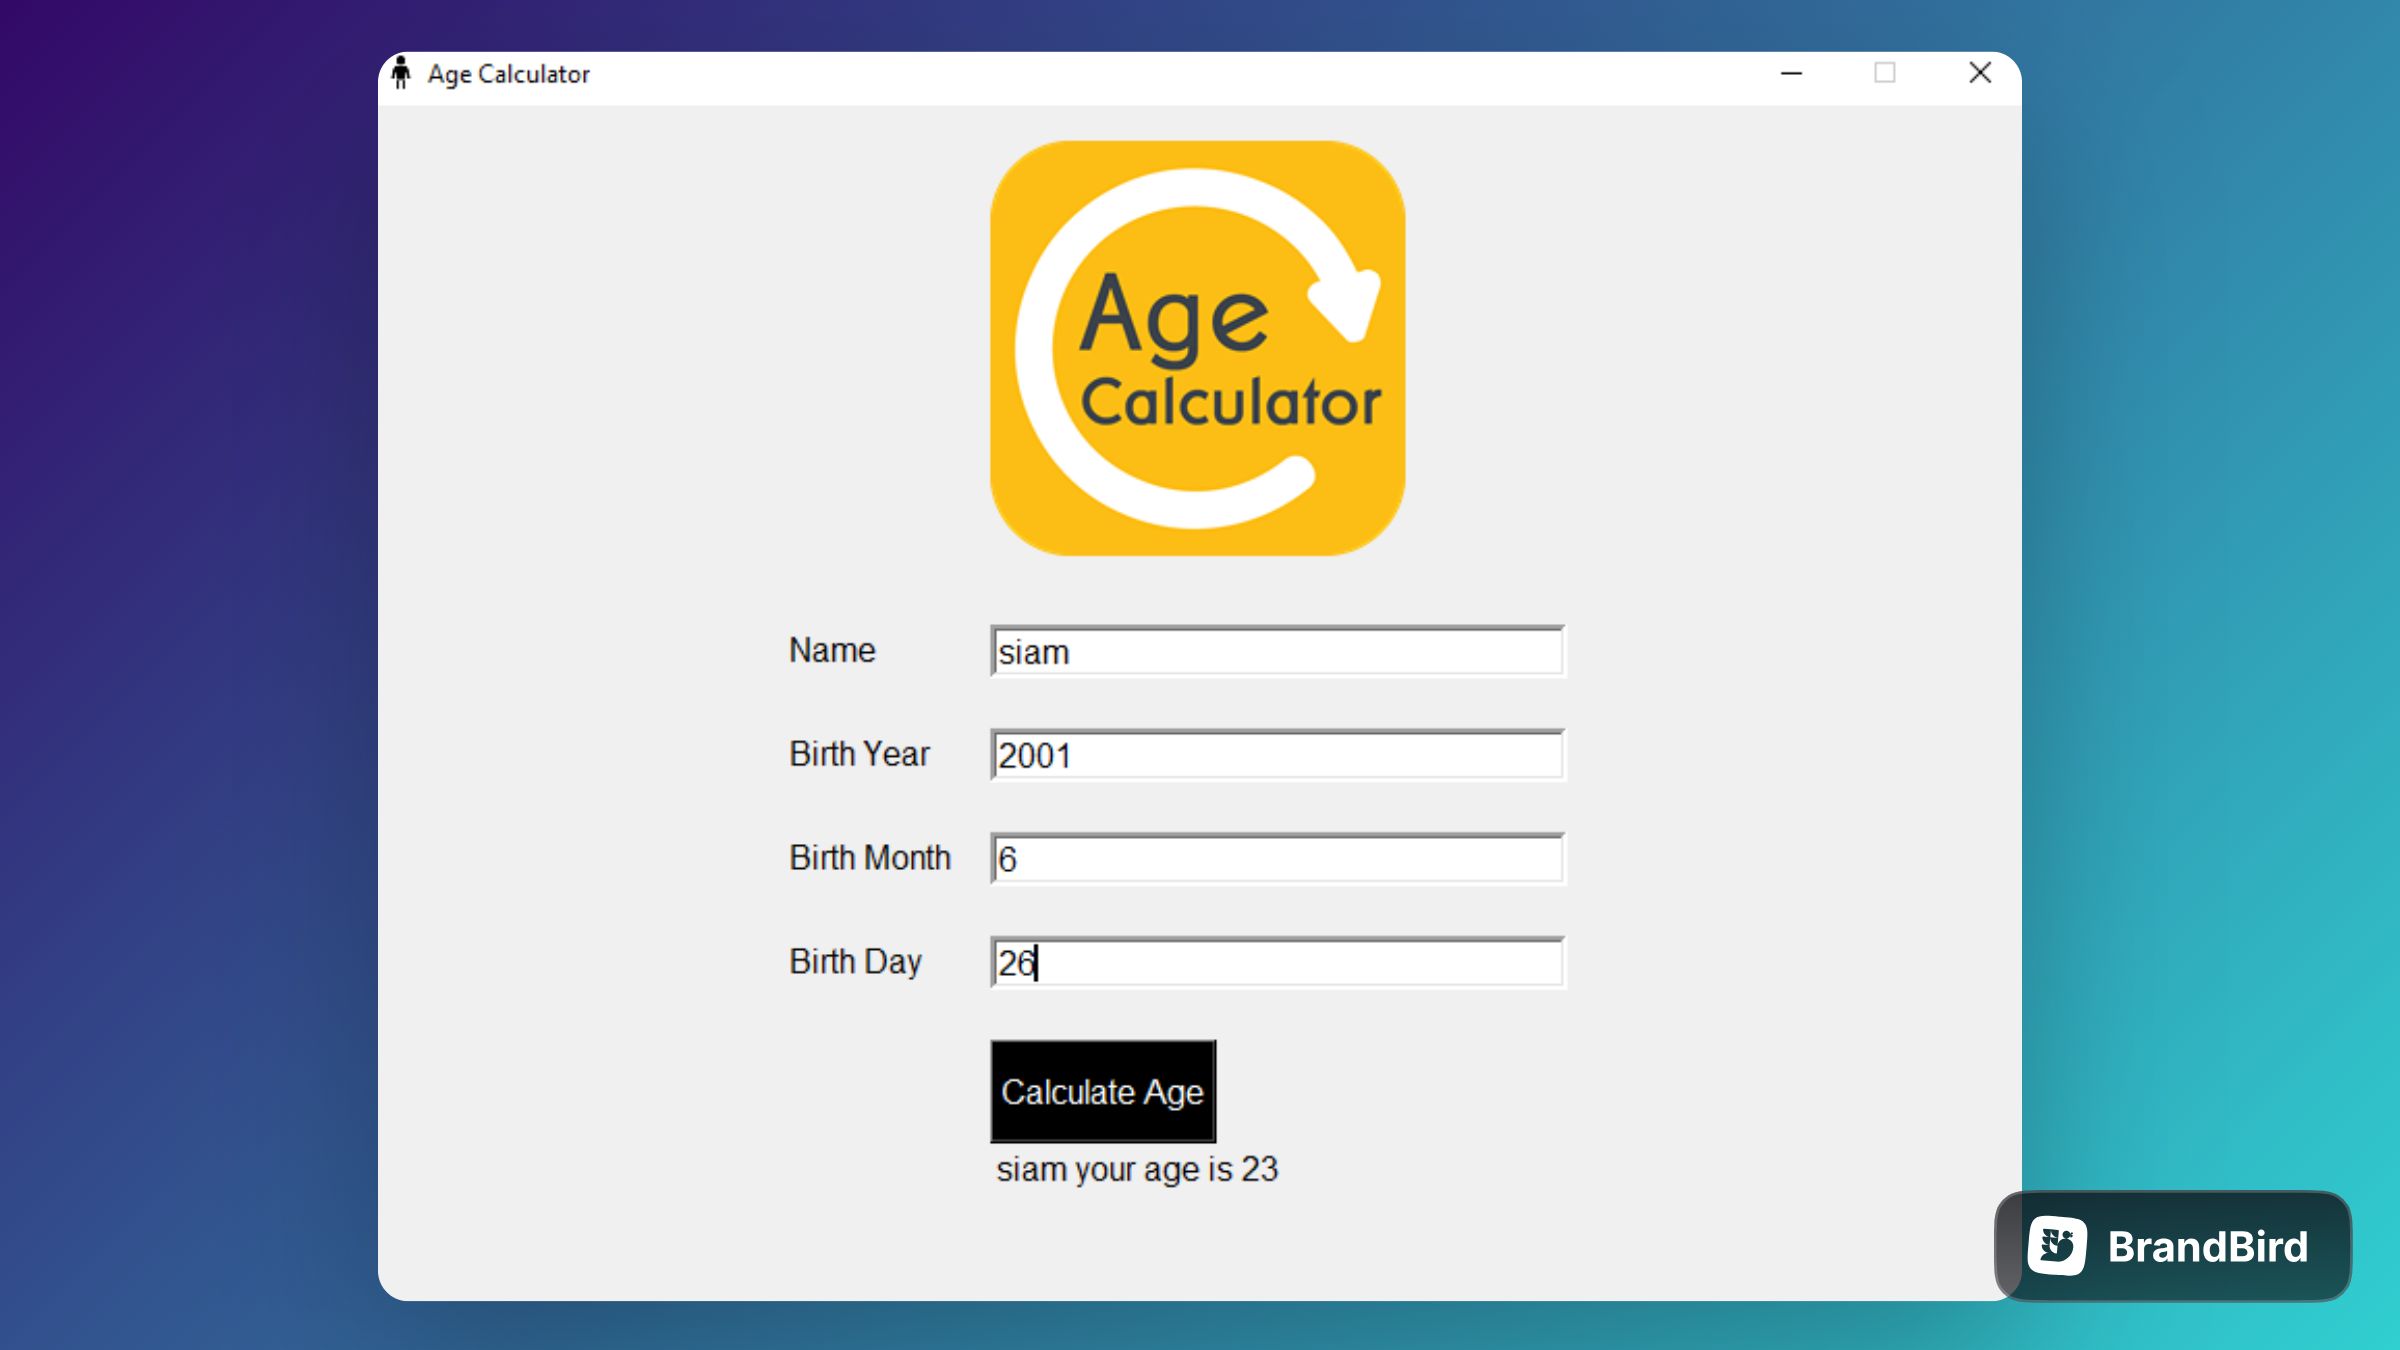 Age Calculator
Age
Calculator
Name
siam
Birth Year
2001
Birth Month
6
Birth Day
26
Calculate Age
siam your age is 23
BrandBird